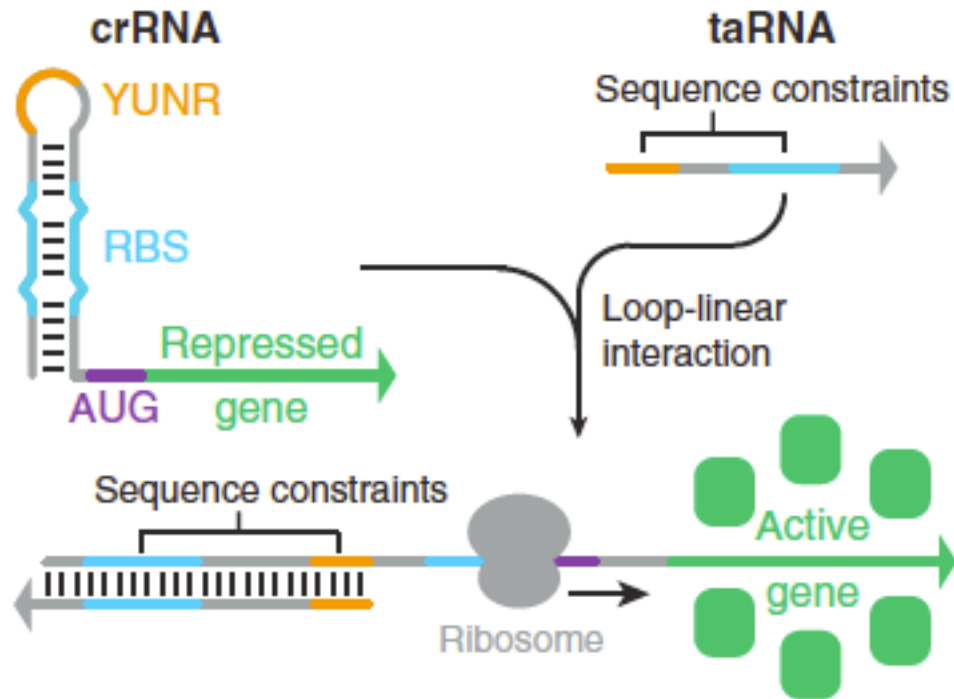 crRNA
YUNR
RBS
Repressed
AUG
gene
taRNA
Sequence constraints
Loop-linear
interaction
Sequence constraints
Ribosome
Active
gene